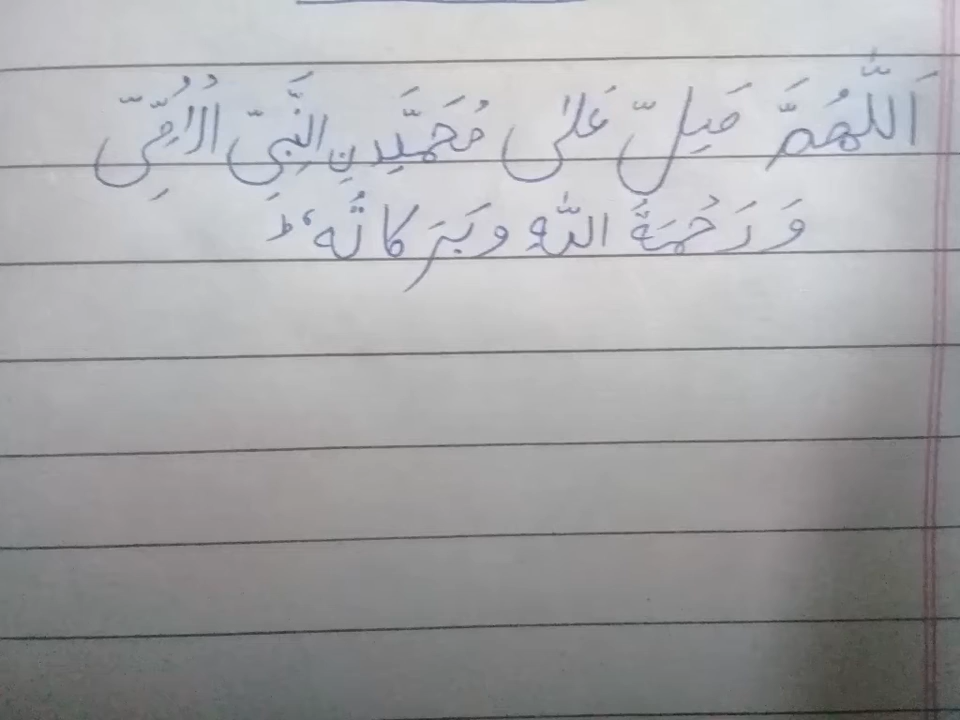 اَللّٰهُمَّ صَلِّ عَلٰى مُحَمَّدِنِ النَّبِىِّ الْاُمِّىِّ
وَرَحْمَةُ اللّٰهِ وَبَرَكَاتُهٗ